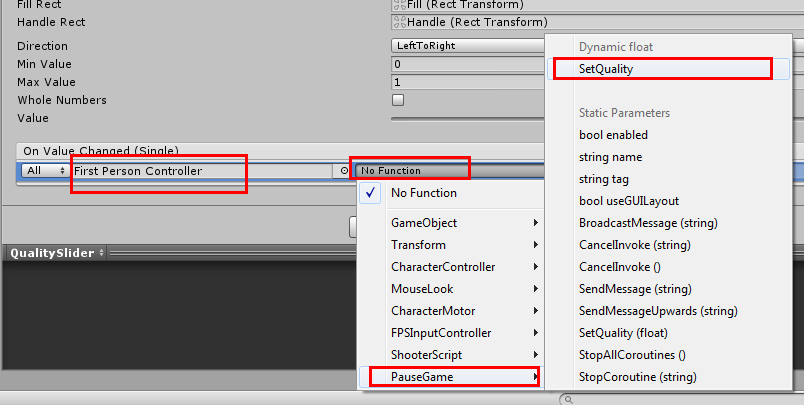 Fill Rect
Fill (Rect Transform)
Handle Rect
Handle (Rect Transform)
Direction
LeftToRight
Min Value
0
Max Value
1
Whole Numbers
Value
On Value Changed (Single)
All
First Person Controller
No Function
No Function
GameObject
Transform
CharacterController
MouseLook
CharacterMotor
FPSInputController
ShooterScript
PauseGame
Dynamic float
SetQuality
Static Parameters
bool enabled
string name
string tag
bool useGUILayout
BroadcastMessage (string)
CancelInvoke (string)
CancelInvoke ()
SendMessage (string)
SendMessageUpwards (string)
SetQuality (float)
StopAllCoroutines ()
StopCoroutine (string)
QualitySlider